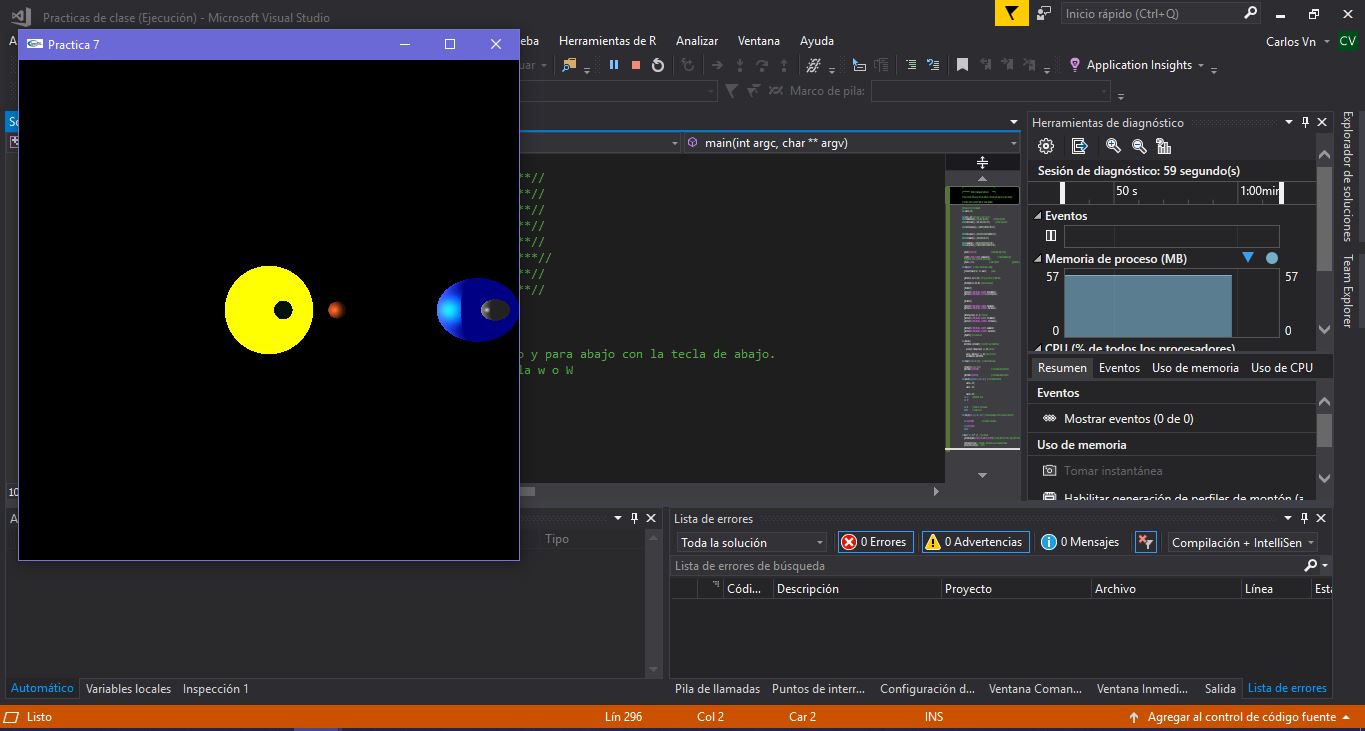 Practicas de clase (Ejecución) - Microsoft Visual Studio
Inicio rápido (Ctrl+Q)
Practica 7
eba Herramientas de R Analizar Ventana Ayuda
Carlos Vn CV
uar
Application Insights
Marco de pila:
main(int argc, char ** argv)
**//
**//
**//
**//
**//
***//
**//
**//
o y para abajo con la tecla de abajo.
la w o W
10
Herramientas de diagnóstico
Sesión de diagnóstico: 59 segundo(s)
50 s 1:00min
Eventos
Memoria de proceso (MB)
57 57
0 0
CPU (% de todos los procesadores)
Resumen Eventos Uso de memoria Uso de CPU
Eventos
Mostrar eventos (0 de 0)
Uso de memoria
Tomar instantánea
Habilitar generación de perfiles de montón (a
Explorador de soluciones
Team Explorer
A
Tipo
Automático Variables locales Inspección 1
Lista de errores
Toda la solución 0 Errores 0 Advertencias 0 Mensajes Compilación + IntelliSen
Lista de errores de búsqueda
Códi... Descripción Proyecto Archivo Línea Esta
Pila de llamadas Puntos de interr... Configuración d... Ventana Coman... Ventana Inmedi... Salida Lista de errores
Listo Lín 296 Col 2 Car 2 INS Agregar al control de código fuente